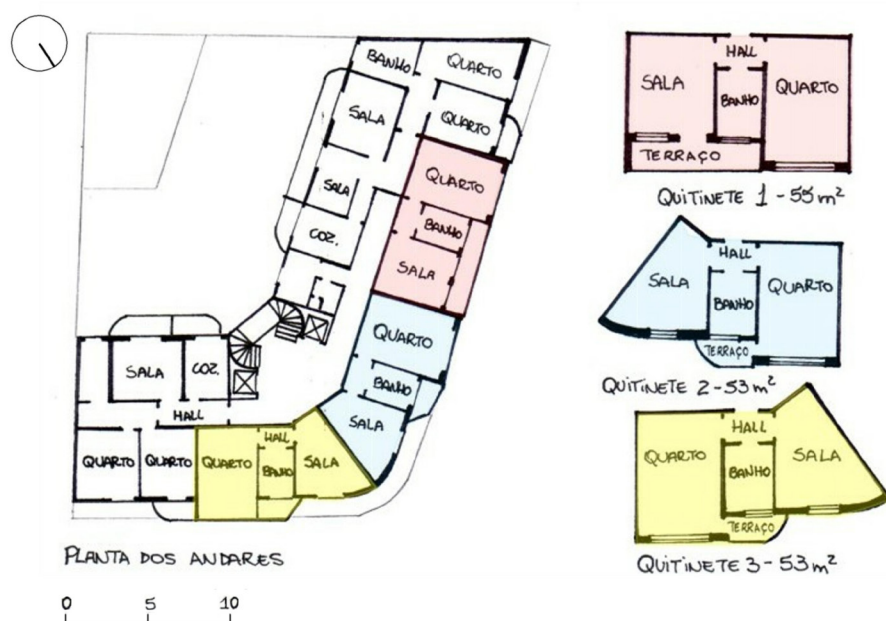 BANHO QUARTO
SALA
QUARTO
SALA
QUARTO
BANHO
COZ.
SALA
QUARTO
BANHO
SALA
SALA COZ.
HALL
QUARTO QUARTO QUARTO HALL
BANHO SALA
PLANTA DOS ANDARES
0 5 10
HALL
SALA BANHO QUARTO
TERRAÇO
QUITINETE 1 - 55 m²
HALL
SALA BANHO QUARTO
TERRAÇO
QUITINETE 2 - 53 m²
HALL
QUARTO BANHO SALA
TERRAÇO
QUITINETE 3 - 53 m²